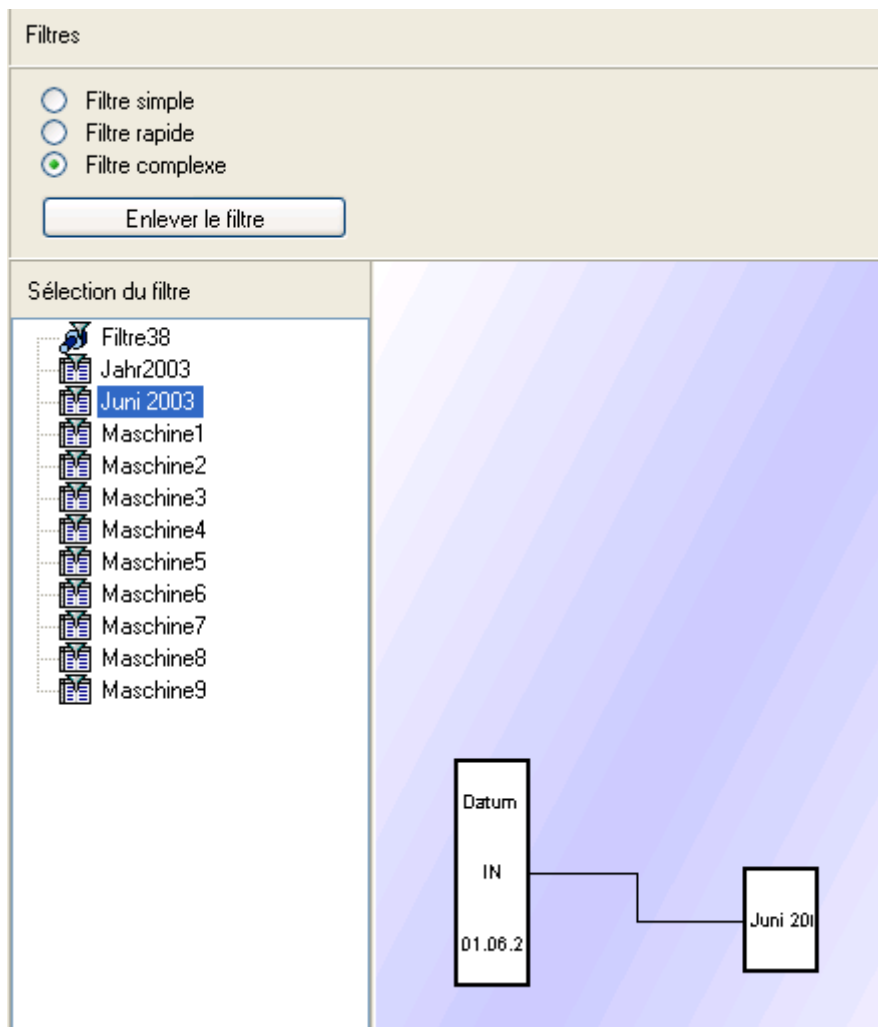 Filtres
Filtre simple
Filtre rapide
Filtre complexe
Enlever le filtre
Sélection du filtre
Filtre38
Jahr2003
Juni 2003
Maschine1
Maschine2
Maschine3
Maschine4
Maschine5
Maschine6
Maschine7
Maschine8
Maschine9
Datum
IN
01.06.2
Juni 20